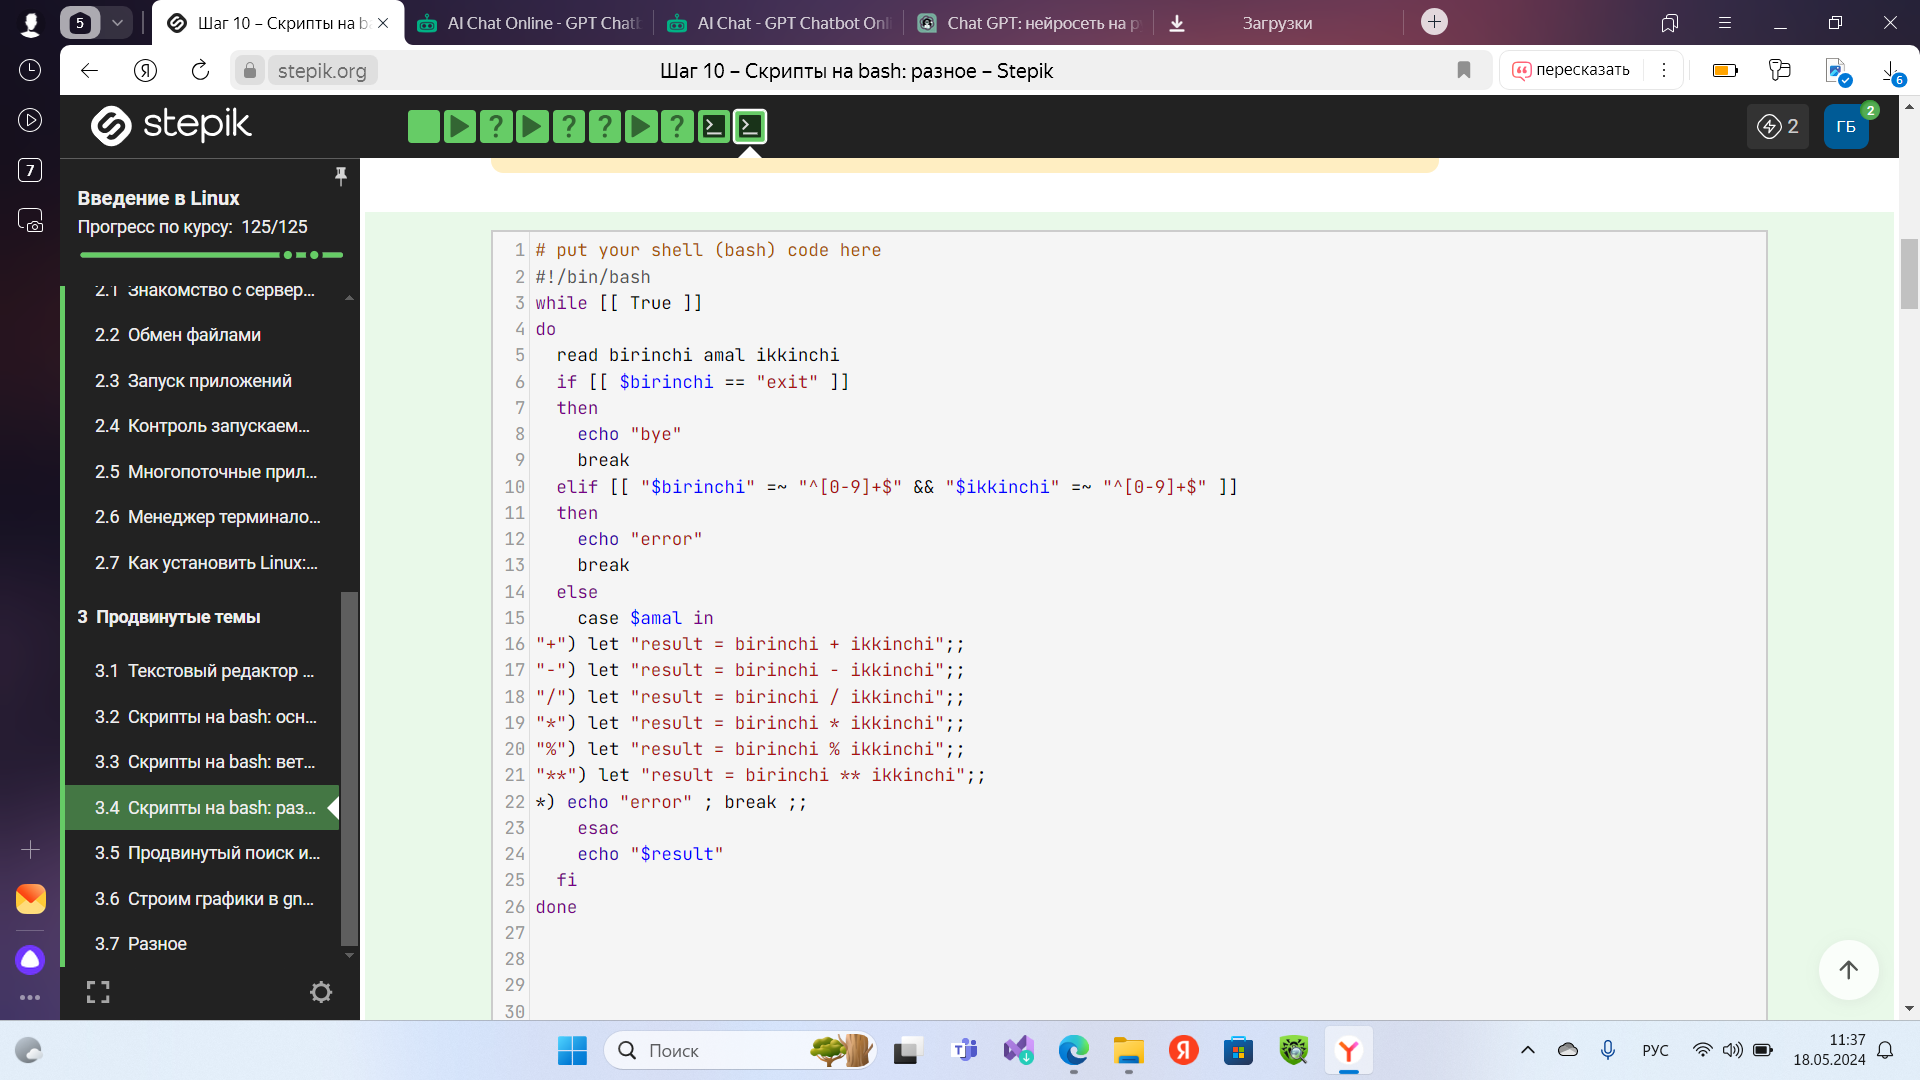 5
Шаг 10 – Скрипты на ba
AI Chat Online - GPT Chatb
AI Chat - GPT Chatbot Onli
Chat GPT: нейросеть на ру
Загрузки
stepik.org
Шаг 10 – Скрипты на bash: разное – Stepik
пересказать
6
7
stepik
2
ГБ
2
Введение в Linux
Прогресс по курсу: 125/125
2.1 Знакомство с сервер...
2.2 Обмен файлами
2.3 Запуск приложений
2.4 Контроль запускаем...
2.5 Многопоточные прил...
2.6 Менеджер терминало...
2.7 Как установить Linux:...
3 Продвинутые темы
3.1 Текстовый редактор ...
3.2 Скрипты на bash: осн...
3.3 Скрипты на bash: вет...
3.4 Скрипты на bash: раз...
3.5 Продвинутый поиск и...
3.6 Строим графики в gn...
3.7 Разное
1 # put your shell (bash) code here
2 #!/bin/bash
3 while [[ True ]]
4 do
5   read birinchi amal ikkinchi
6   if [[ $birinchi == "exit" ]]
7   then
8     echo "bye"
9     break
10   elif [[ "$birinchi" =~ "^[0-9]+$" && "$ikkinchi" =~ "^[0-9]+$" ]]
11   then
12     echo "error"
13     break
14   else
15     case $amal in
16 "+") let "result = birinchi + ikkinchi";;
17 "-") let "result = birinchi - ikkinchi";;
18 "/") let "result = birinchi / ikkinchi";;
19 "*") let "result = birinchi * ikkinchi";;
20 "%") let "result = birinchi % ikkinchi";;
21 "**") let "result = birinchi ** ikkinchi";;
22 *) echo "error" ; break ;;
23     esac
24     echo "$result"
25   fi
26 done
27
28
29
30
Поиск
РУС
11:37
18.05.2024